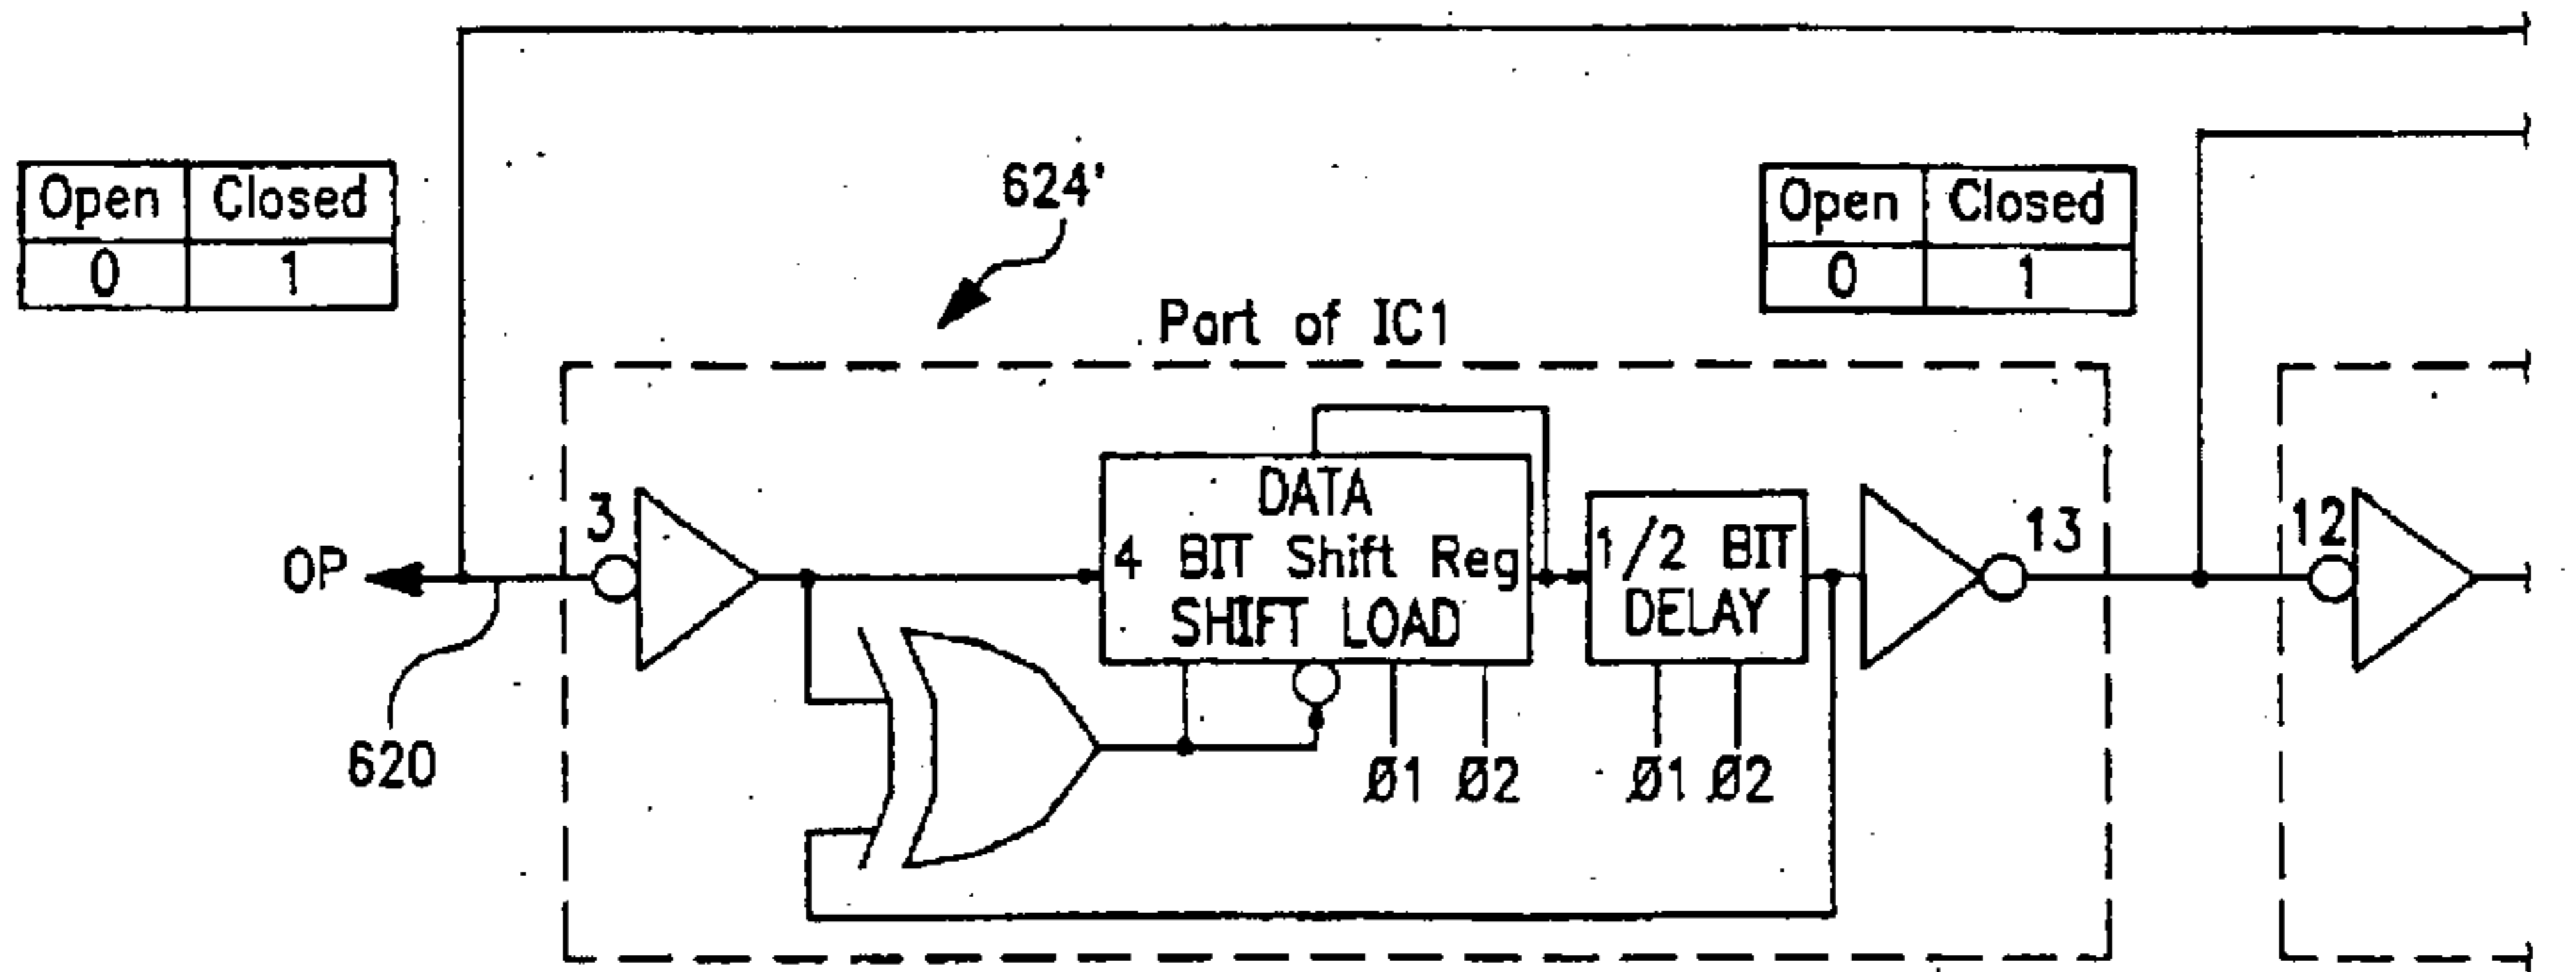 Open Closed
0 1
624'
Open Closed
0 1
Part of IC1
3
DATA
4 BIT Shift Reg
SHIFT LOAD
1/2 BIT
DELAY
13
12
OP
620
Ø1 Ø2
Ø1 Ø2